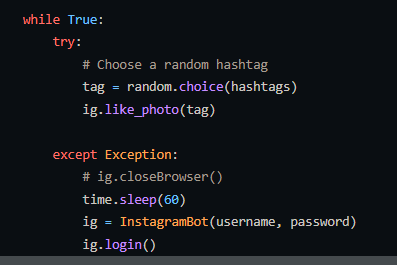 while True:
    try:
        # Choose a random hashtag
        tag = random.choice(hashtags)
        ig.like_photo(tag)
    except Exception:
        # ig.closeBrowser()
        time.sleep(60)
        ig = InstagramBot(username, password)
        ig.login()